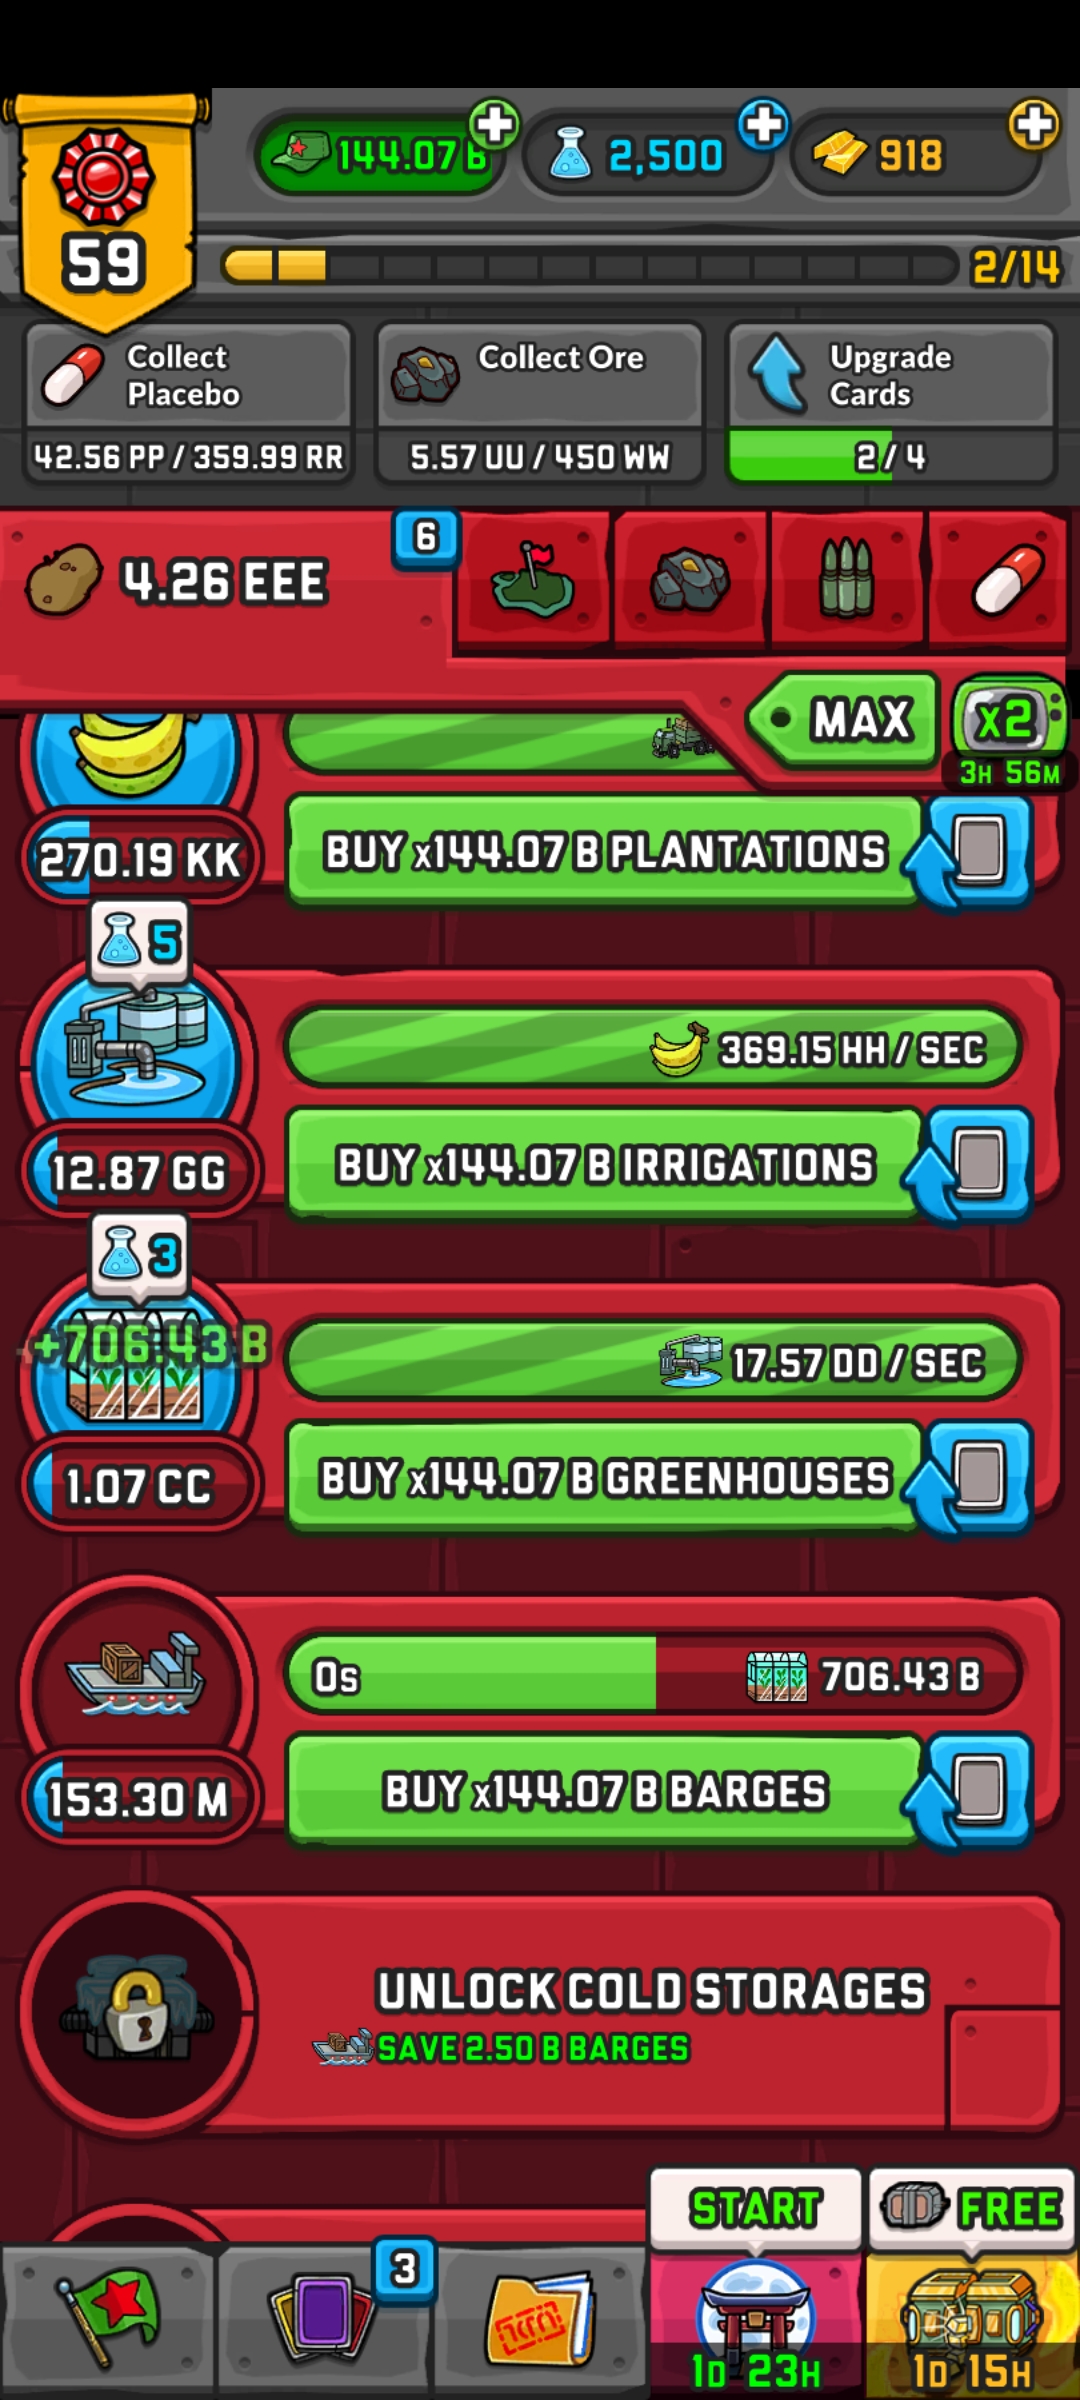 144.07 B
2,500
918
59
2/14
Collect
Placebo
42.56 PP / 359.99 RR
Collect Ore
5.57 UU / 450 WW
Upgrade
Cards
2 / 4
4.26 EEE
6
MAX
x2
3H 56M
270.19 KK
BUY x144.07 B PLANTATIONS
5
369.15 HH / SEC
12.87 GG
BUY x144.07 B IRRIGATIONS
3
+706.43 B
17.57 DD / SEC
1.07 CC
BUY x144.07 B GREENHOUSES
0s
706.43 B
153.30 M
BUY x144.07 B BARGES
UNLOCK COLD STORAGES
SAVE 2.50 B BARGES
START
FREE
3
1D 23H
1D 15H